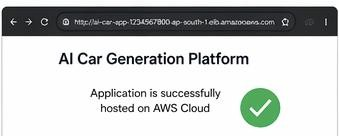 http://ai-car-app-1234567800-ap-south-1.elb.amazonews.com
AI Car Generation Platform
Application is successfully
hosted on AWS Cloud